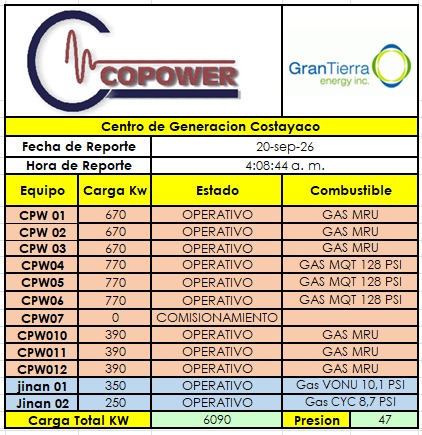 COPOWER
GranTierra
energy inc.
Centro de Generacion Costayaco
Fecha de Reporte 20-sep-26
Hora de Reporte 4:08:44 a. m.
Equipo Carga Kw Estado Combustible
CPW 01 670 OPERATIVO GAS MRU
CPW 02 670 OPERATIVO GAS MRU
CPW 03 670 OPERATIVO GAS MRU
CPW04 770 OPERATIVO GAS MQT 128 PSI
CPW05 770 OPERATIVO GAS MQT 128 PSI
CPW06 770 OPERATIVO GAS MQT 128 PSI
CPW07 0 COMISIONAMIENTO
CPW010 390 OPERATIVO GAS MRU
CPW011 390 OPERATIVO GAS MRU
CPW012 390 OPERATIVO GAS MRU
jinan 01 350 OPERATIVO Gas VONU 10,1 PSI
Jinan 02 250 OPERATIVO Gas CYC 8,7 PSI
Carga Total KW 6090 Presion 47